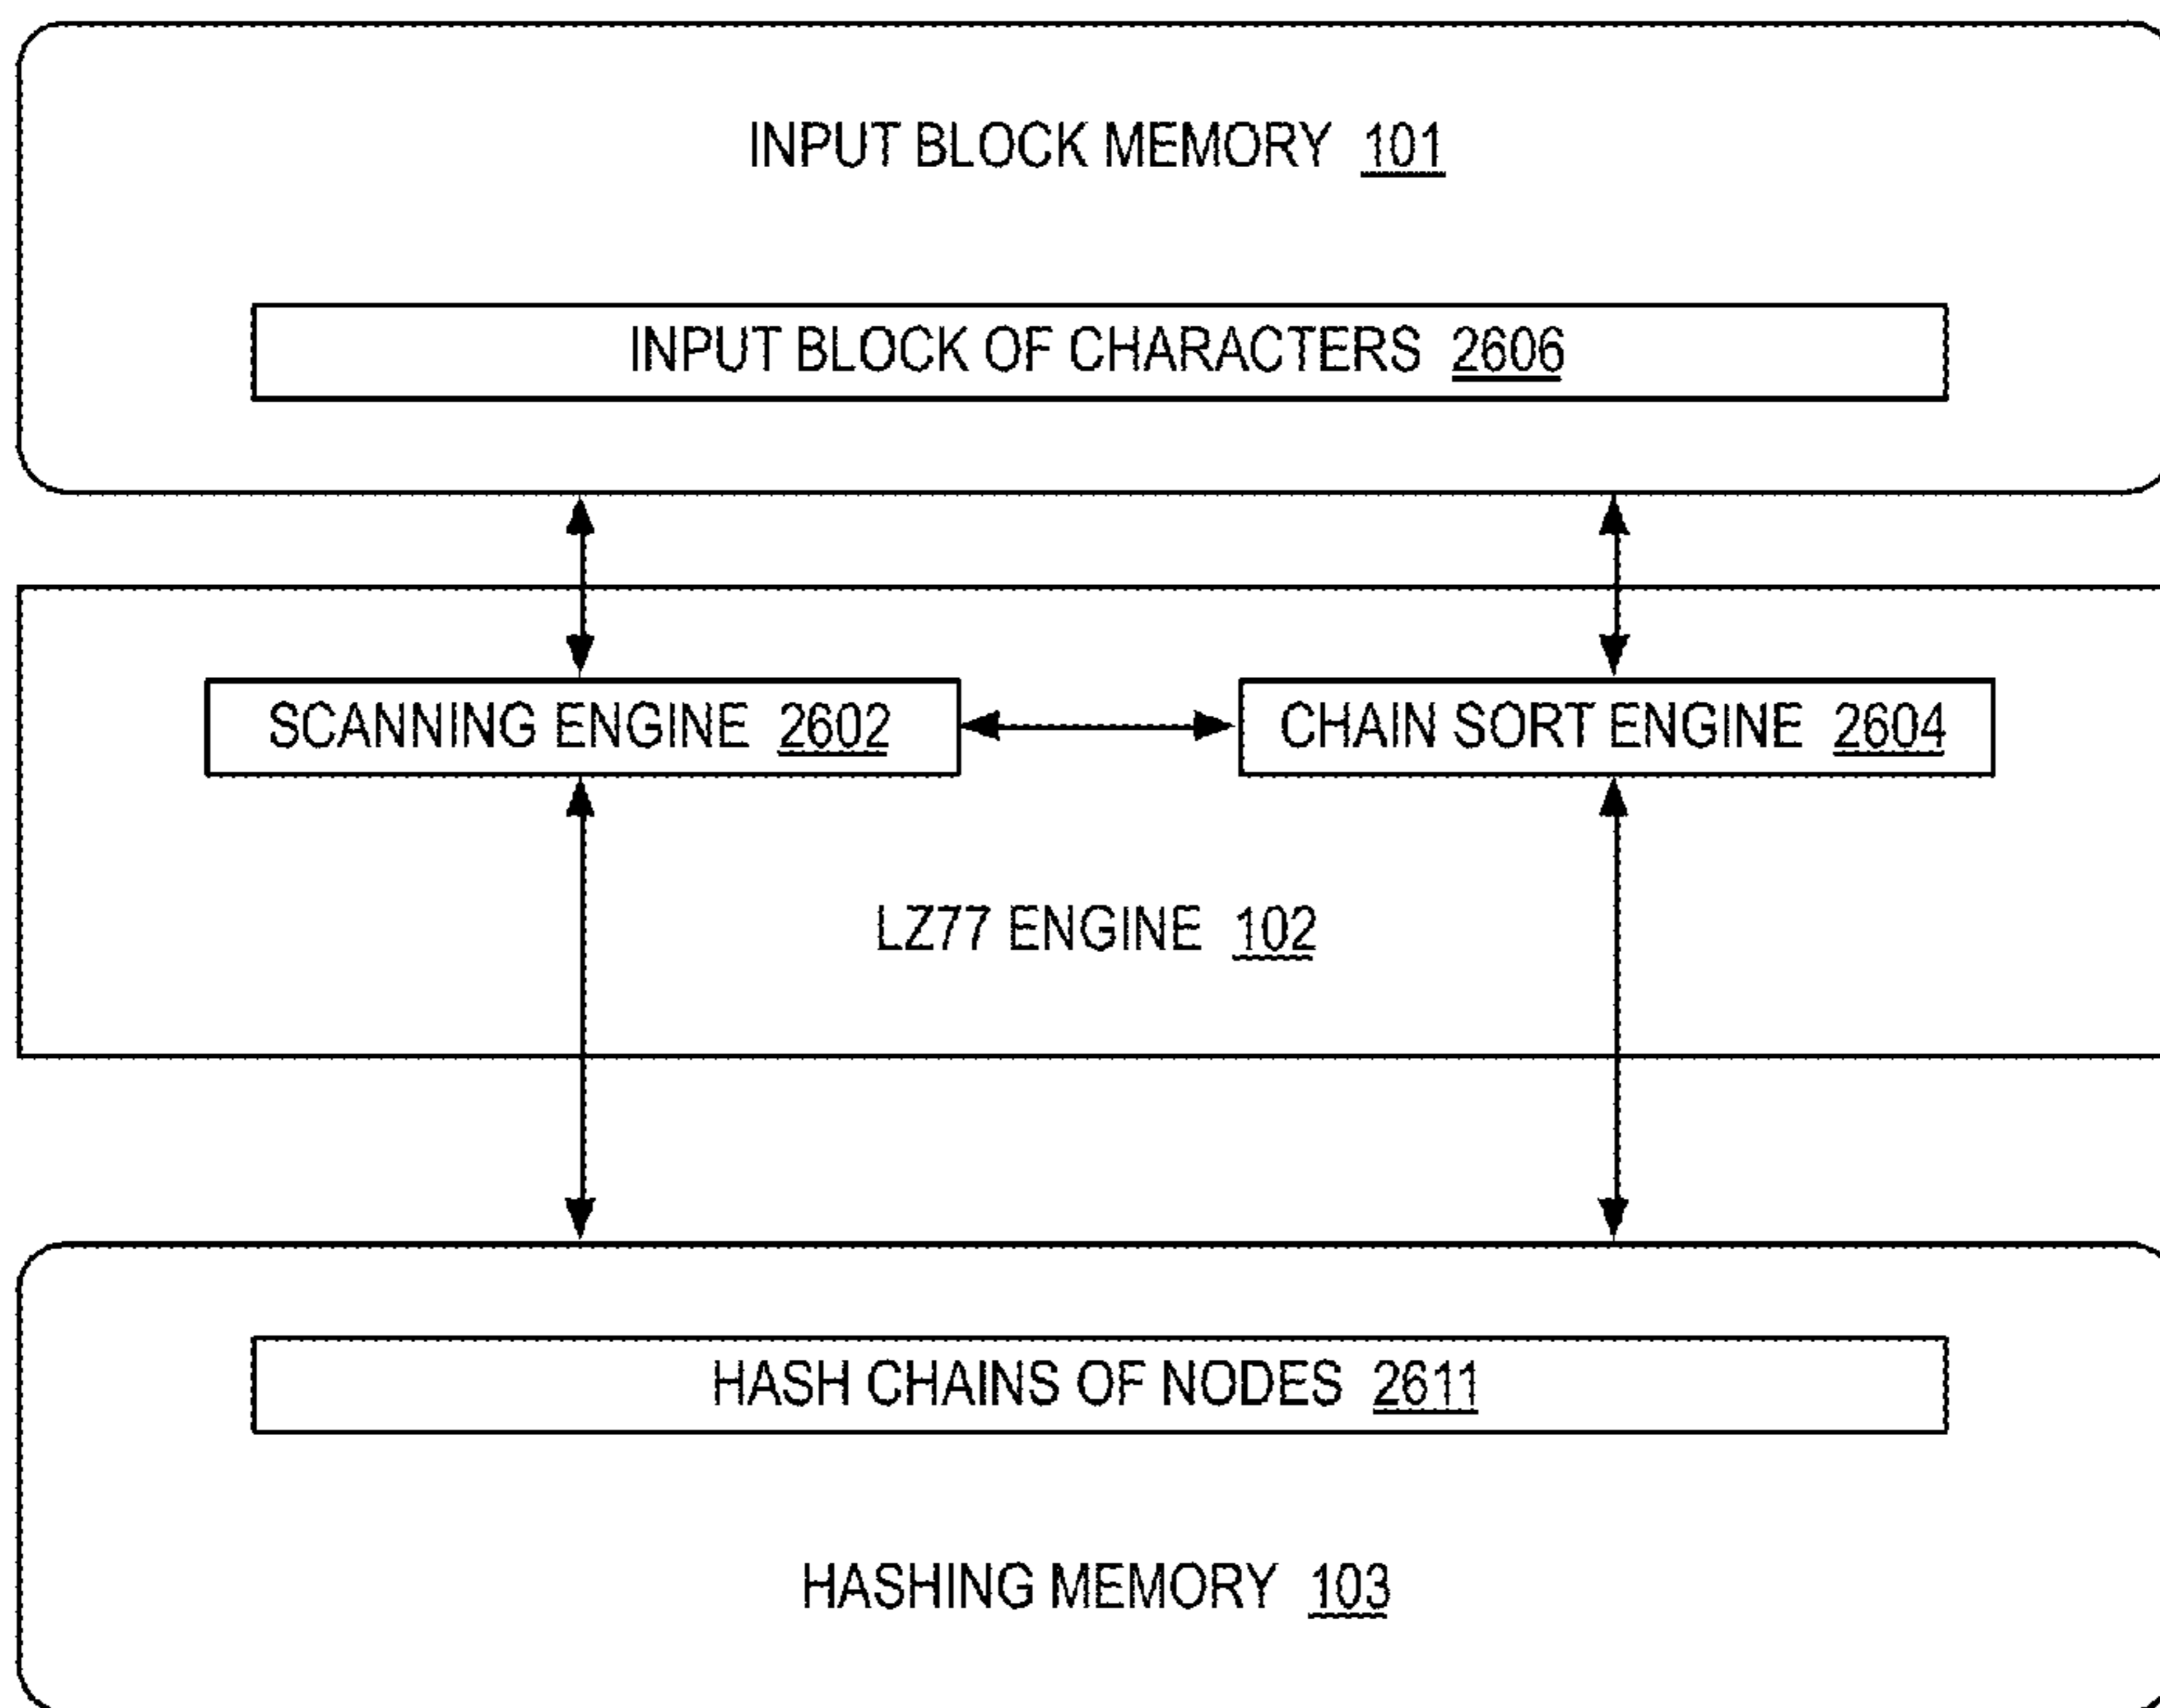 INPUT BLOCK MEMORY 101
INPUT BLOCK OF CHARACTERS 2606
SCANNING ENGINE 2602
CHAIN SORT ENGINE 2604
LZ77 ENGINE 102
HASH CHAINS OF NODES 2611
HASHING MEMORY 103